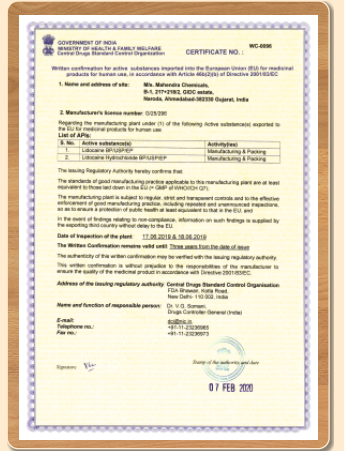 GOVERNMENT OF INDIA
MINISTRY OF HEALTH & FAMILY WELFARE
Central Drugs Standard Control Organisation
CERTIFICATE NO. :
WC-0056
Written confirmation for active substances imported into the European Union (EU) for medicinal
products for human use, in accordance with Article 46b(2)(b) of Directive 2001/83/EC
1. Name and address of site: M/s. Mahendra Chemicals,
B-1, 217+218/2, GIDC estate,
Naroda, Ahmedabad-382330 Gujarat, India
2. Manufacturer's licence number: G/25/295
Regarding the manufacturing plant under (1) of the following Active substance(s) exported to
the EU for medicinal products for human use
List of APIs:
S. No. Active substance(s) Activity(ies)
1. Lidocaine BP/USP/EP Manufacturing & Packing
2. Lidocaine Hydrochloride BP/USP/EP Manufacturing & Packing
The issuing Regulatory Authority hereby confirms that:
The standards of good manufacturing practice applicable to this manufacturing plant are at least
equivalent to those laid down in the EU (= GMP of WHO/ICH Q7);
The manufacturing plant is subject to regular, strict and transparent controls and to the effective
enforcement of good manufacturing practice, including repeated and unannounced inspections,
so as to ensure a protection of public health at least equivalent to that in the EU; and
In the event of findings relating to non-compliance, information on such findings is supplied by
the exporting third country without delay to the EU.
Date of Inspection of the plant: 17.06.2019 & 18.06.2019
The Written Confirmation remains valid until: Three years from the date of issue
The authenticity of this written confirmation may be verified with the issuing regulatory authority.
This written confirmation is without prejudice to the responsibilities of the manufacturer to
ensure the quality of the medicinal product in accordance with Directive 2001/83/EC.
Address of the issuing regulatory authority: Central Drugs Standard Control Organisation
FDA Bhawan, Kotla Road,
New Delhi- 110 002, India
Name and function of responsible person: Dr. V.G. Somani,
Drugs Controller General (India)
E-mail: dci@nic.in
Telephone no.: +91-11-23236965
Fax no.: +91-11-23236973
Signature
Stamp of the authority and date
07 FEB 2020